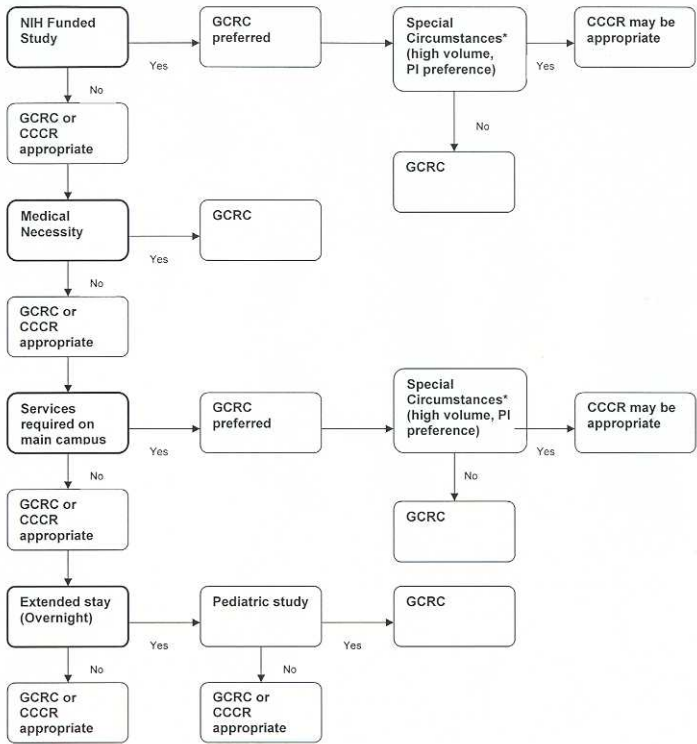 NIH Funded
Study
Yes
GCRC
preferred
Special
Circumstances*
(high volume,
PI preference)
Yes
CCCR may be
appropriate
No
GCRC or
CCCR
appropriate
No
GCRC
Medical
Necessity
Yes
GCRC
No
GCRC or
CCCR
appropriate
Services
required on
main campus
Yes
GCRC
preferred
Special
Circumstances*
(high volume, PI
preference)
Yes
CCCR may be
appropriate
No
GCRC or
CCCR
appropriate
No
GCRC
Extended stay
(Overnight)
Yes
Pediatric study
Yes
GCRC
No
GCRC or
CCCR
appropriate
No
GCRC or
CCCR
appropriate